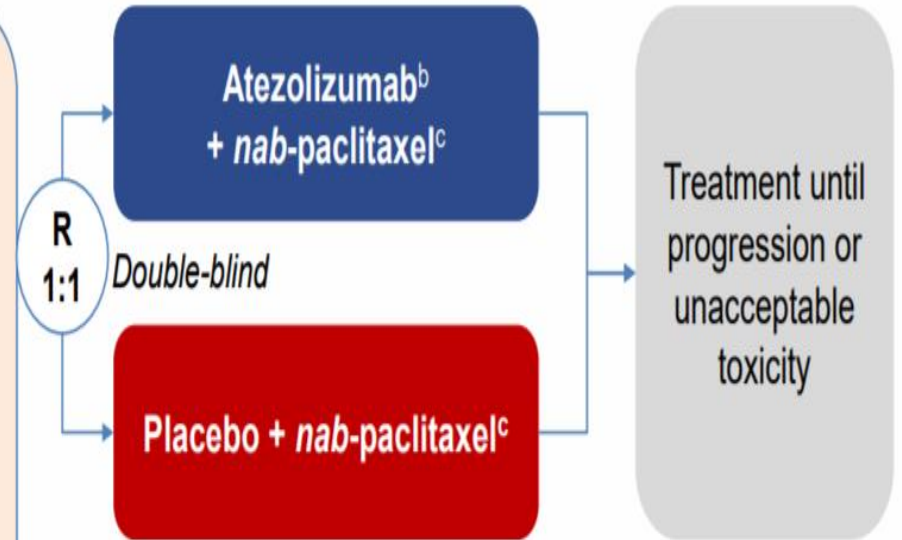 Atezolizumabᵇ
+ nab-paclitaxelᶜ
R
1:1
Double-blind
Placebo + nab-paclitaxelᶜ
Treatment until
progression or
unacceptable
toxicity